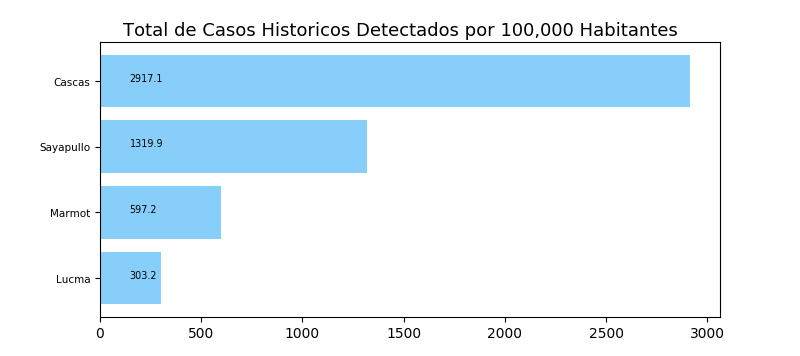 Total de Casos Historicos Detectados por 100,000 Habitantes
Cascas 2917.1
Sayapullo 1319.9
Marmot 597.2
Lucma 303.2
0 500 1000 1500 2000 2500 3000